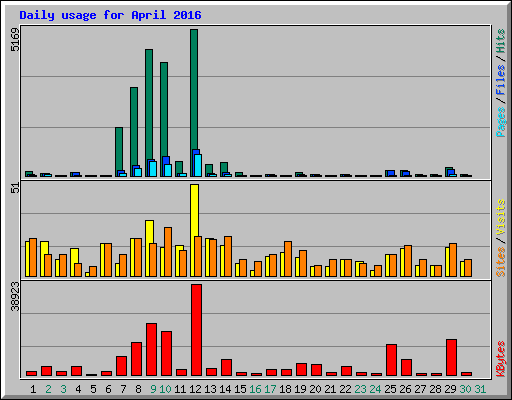 Daily usage for April 2016
5169
Pages / Files / Hits
51
Sites / Visits
38923
KBytes
1 2 3 4 5 6 7 8 9 10 11 12 13 14 15 16 17 18 19 20 21 22 23 24 25 26 27 28 29 30 31